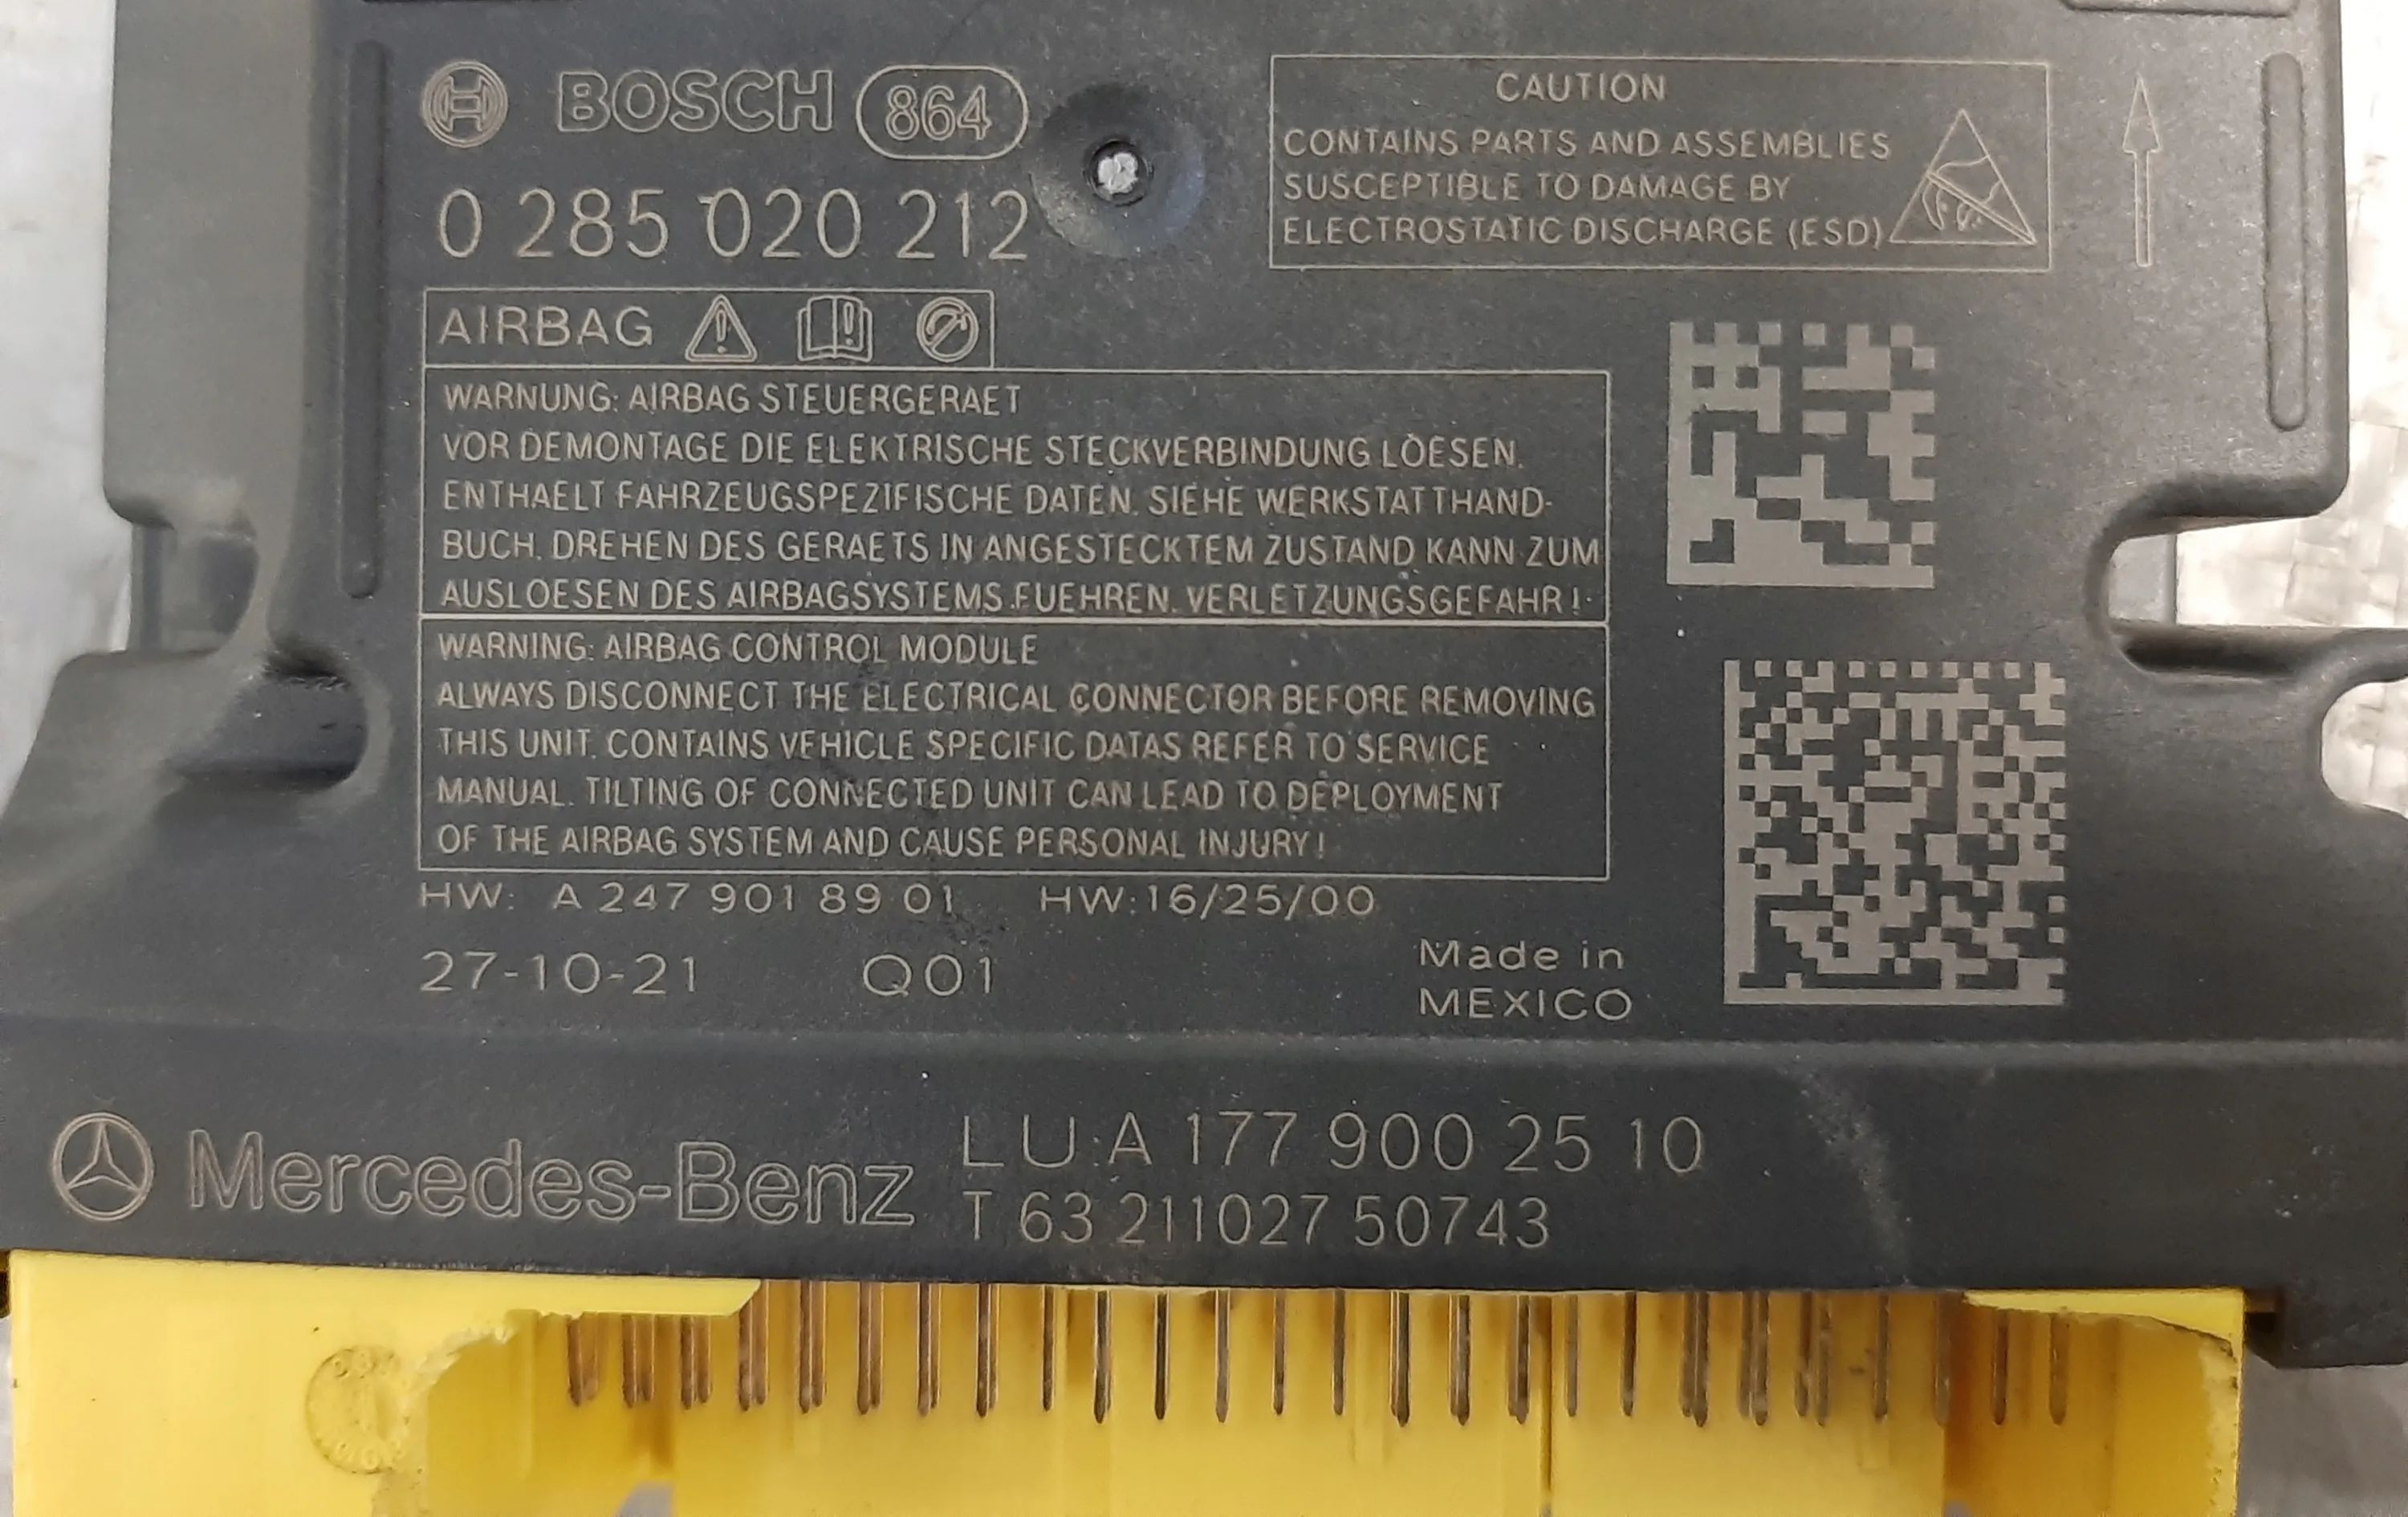 BOSCH 864
0 285 020 212
CAUTION
CONTAINS PARTS AND ASSEMBLIES
SUSCEPTIBLE TO DAMAGE BY
ELECTROSTATIC DISCHARGE (ESD)
AIRBAG
WARNUNG: AIRBAG STEUERGERAET
VOR DEMONTAGE DIE ELEKTRISCHE STECKVERBINDUNG LOESEN.
ENTHAELT FAHRZEUGSPEZIFISCHE DATEN. SIEHE WERKSTATTHAND-
BUCH. DREHEN DES GERAETS IN ANGESTECKTEM ZUSTAND KANN ZUM
AUSLOESEN DES AIRBAGSYSTEMS FUEHREN. VERLETZUNGSGEFAHR!
WARNING: AIRBAG CONTROL MODULE
ALWAYS DISCONNECT THE ELECTRICAL CONNECTOR BEFORE REMOVING
THIS UNIT. CONTAINS VEHICLE SPECIFIC DATAS REFER TO SERVICE
MANUAL. TILTING OF CONNECTED UNIT CAN LEAD TO DEPLOYMENT
OF THE AIRBAG SYSTEM AND CAUSE PERSONAL INJURY!
HW: A 247 901 89 01 HW:16/25/00
27-10-21 Q01
Made in
MEXICO
Mercedes-Benz
LU:A 177 900 25 10
T 63 211027 50743